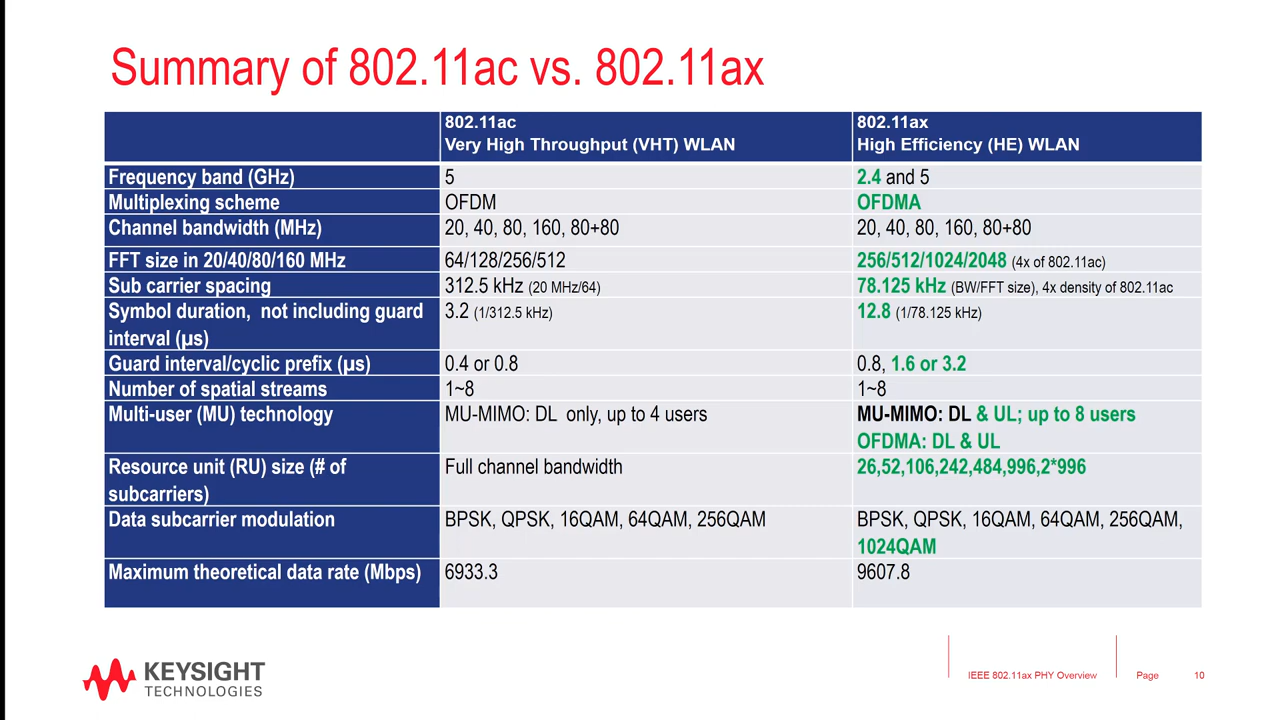 Summary of 802.11ac vs. 802.11ax
802.11ac
Very High Throughput (VHT) WLAN
802.11ax
High Efficiency (HE) WLAN
Frequency band (GHz)
5
2.4 and 5
Multiplexing scheme
OFDM
OFDMA
Channel bandwidth (MHz)
20, 40, 80, 160, 80+80
20, 40, 80, 160, 80+80
FFT size in 20/40/80/160 MHz
64/128/256/512
256/512/1024/2048 (4x of 802.11ac)
Sub carrier spacing
312.5 kHz (20 MHz/64)
78.125 kHz (BW/FFT size), 4x density of 802.11ac
Symbol duration, not including guard
interval (µs)
3.2 (1/312.5 kHz)
12.8 (1/78.125 kHz)
Guard interval/cyclic prefix (µs)
0.4 or 0.8
0.8, 1.6 or 3.2
Number of spatial streams
1~8
1~8
Multi-user (MU) technology
MU-MIMO: DL only, up to 4 users
MU-MIMO: DL & UL; up to 8 users
OFDMA: DL & UL
Resource unit (RU) size (# of
subcarriers)
Full channel bandwidth
26,52,106,242,484,996,2*996
Data subcarrier modulation
BPSK, QPSK, 16QAM, 64QAM, 256QAM
BPSK, QPSK, 16QAM, 64QAM, 256QAM,
1024QAM
Maximum theoretical data rate (Mbps)
6933.3
9607.8
KEYSIGHT
TECHNOLOGIES
IEEE 802.11ax PHY Overview
Page
10